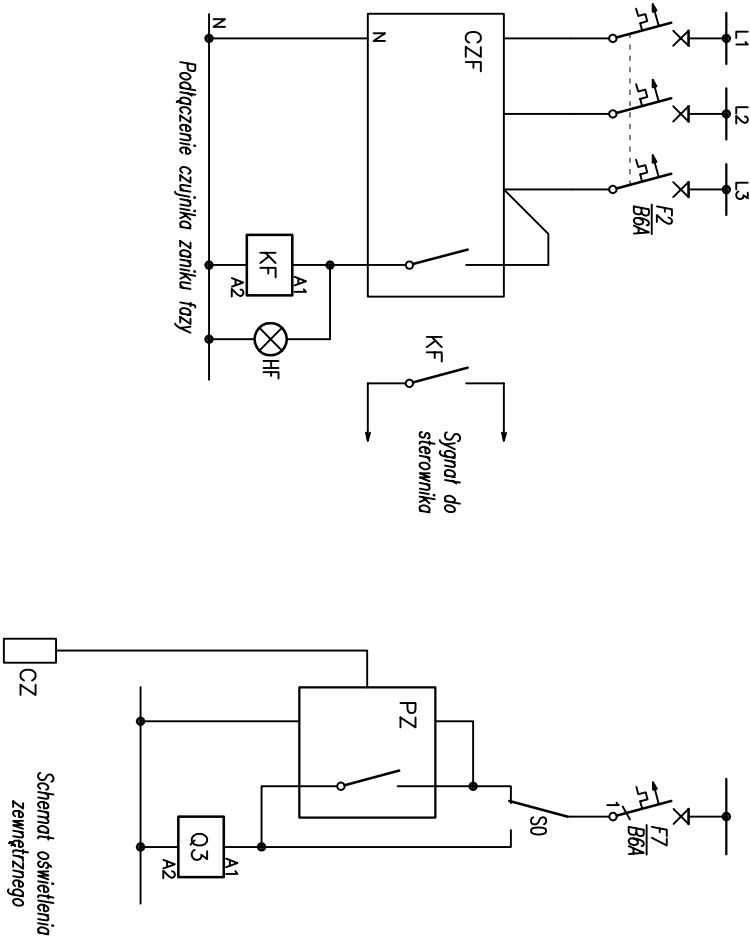 L1
L2
L3
F2
B6A
CZF
N
N
KF
A1
A2
HF
KF
Sygnał do
sterownika
Podłączenie czujnika zaniku fazy
F7
B6A
1
S0
PZ
CZ
Q3
A1
A2
Schemat oświetlenia
zewnętrznego